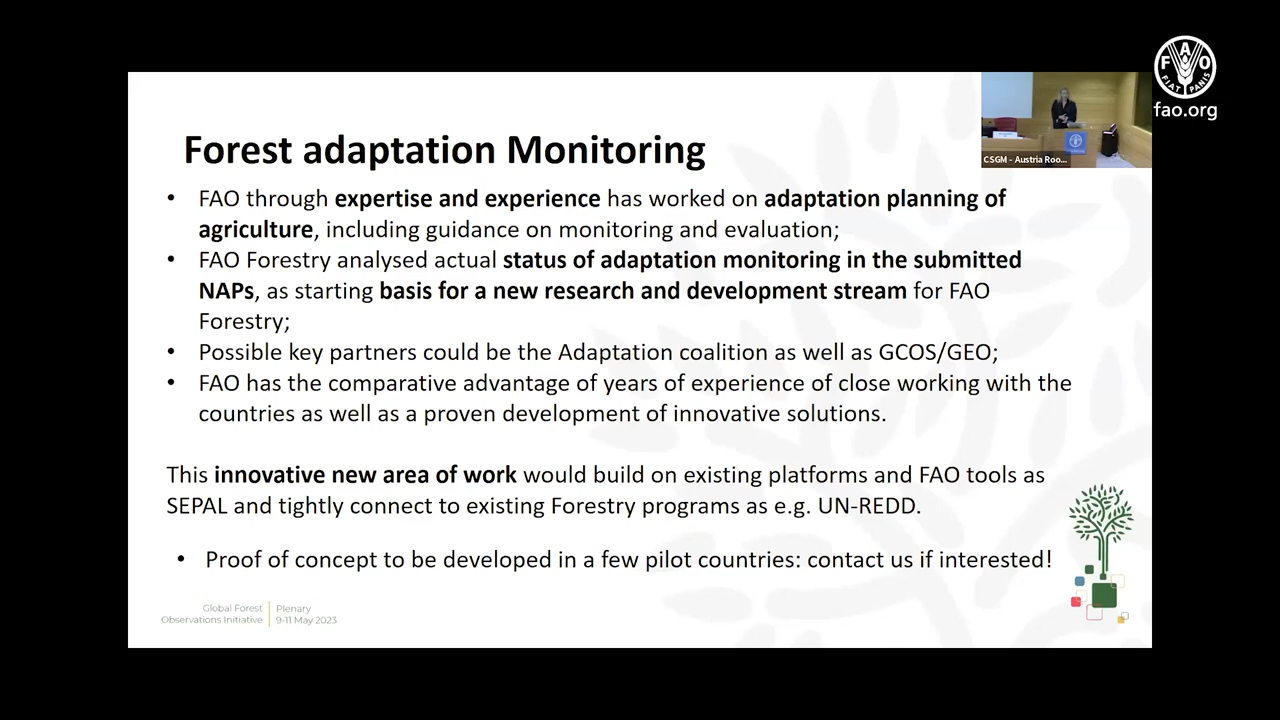 FAO
FIAT PANIS
fao.org
CSGM - Austria Roo...
Forest adaptation Monitoring
• FAO through expertise and experience has worked on adaptation planning of
agriculture, including guidance on monitoring and evaluation;
• FAO Forestry analysed actual status of adaptation monitoring in the submitted
NAPs, as starting basis for a new research and development stream for FAO
Forestry;
• Possible key partners could be the Adaptation coalition as well as GCOS/GEO;
• FAO has the comparative advantage of years of experience of close working with the
countries as well as a proven development of innovative solutions.
This innovative new area of work would build on existing platforms and FAO tools as
SEPAL and tightly connect to existing Forestry programs as e.g. UN-REDD.
• Proof of concept to be developed in a few pilot countries: contact us if interested!
Global Forest
Observations Initiative
Plenary
9-11 May 2023